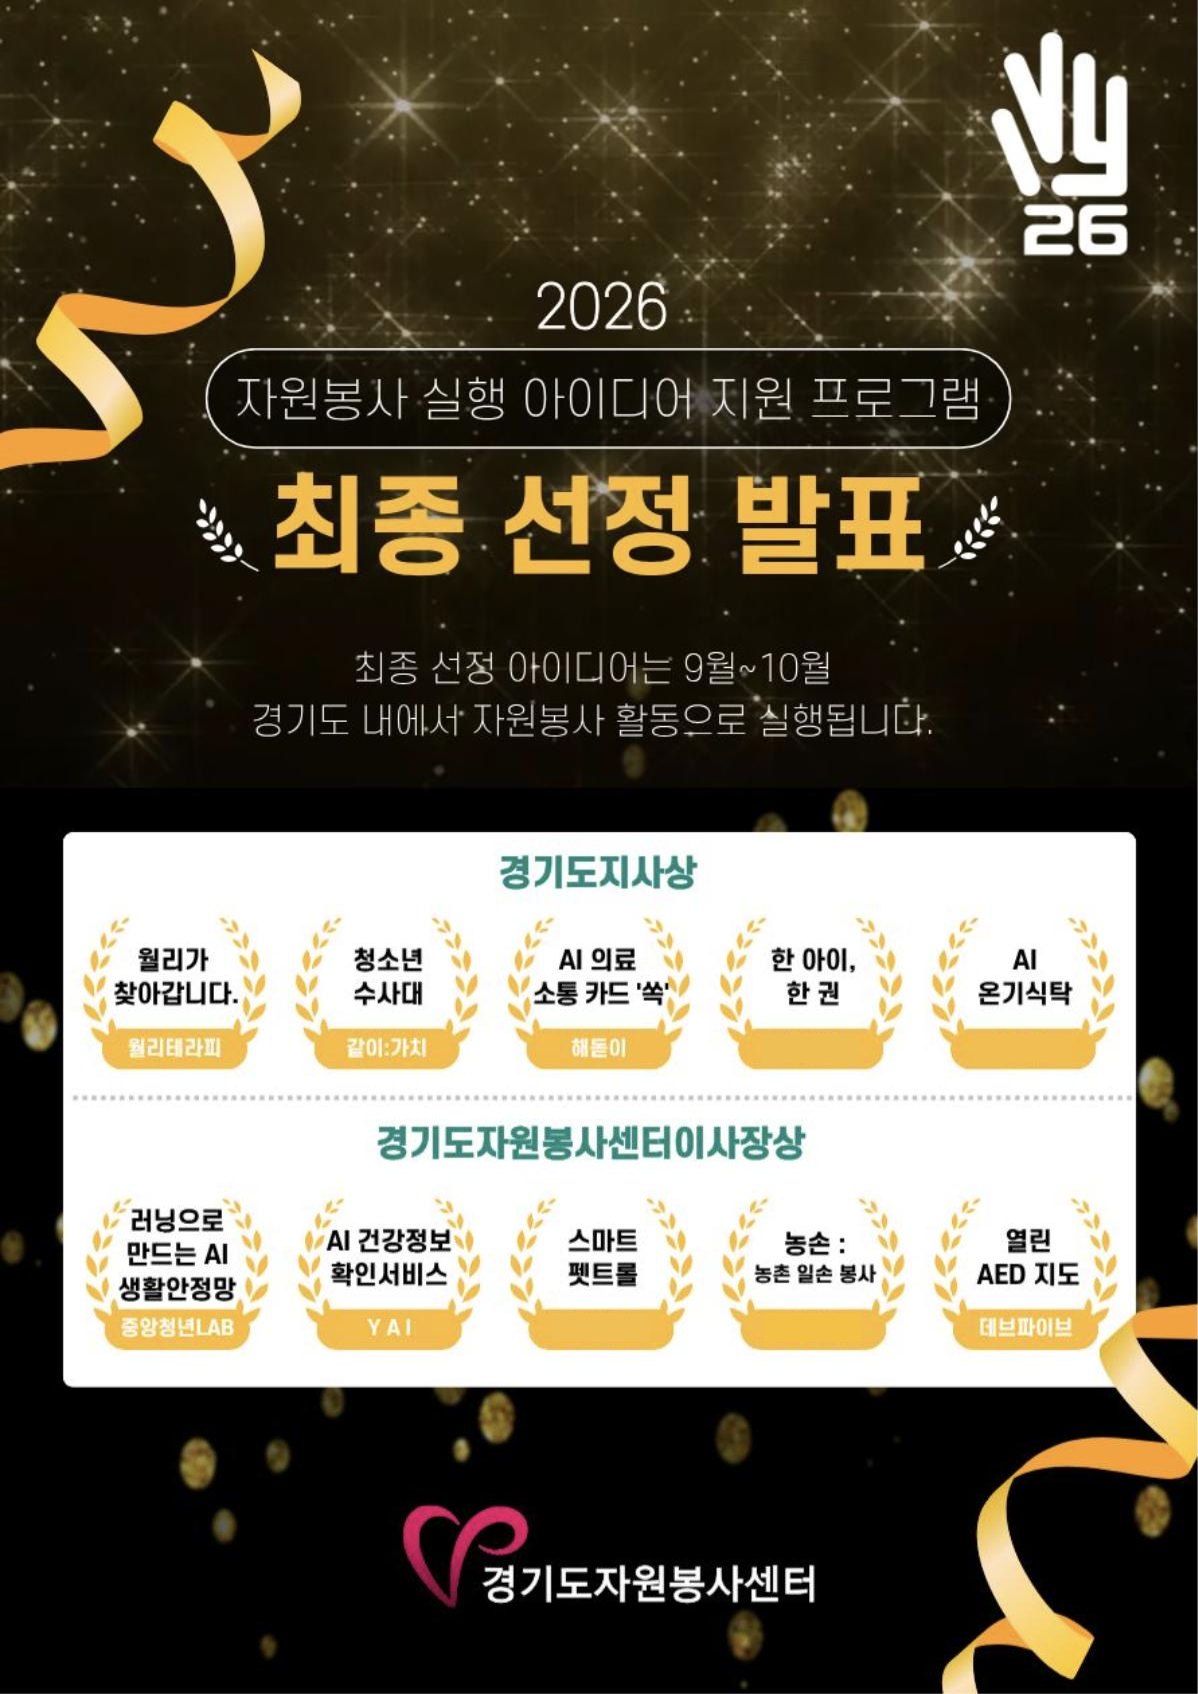 Vy
26
2026
자원봉사 실행 아이디어 지원 프로그램
최종 선정 발표
최종 선정 아이디어는 9월~10월
경기도 내에서 자원봉사 활동으로 실행됩니다.
경기도지사상
월리가
찾아갑니다.
월리테라피
청소년
수사대
같이:가치
AI 의료
소통 카드 '쏙'
해돋이
한 아이,
한 권
AI
온기식탁
경기도자원봉사센터이사장상
러닝으로
만드는 AI
생활안정망
중앙청년LAB
AI 건강정보
확인서비스
Y A I
스마트
펫트롤
농손 :
농촌 일손 봉사
열린
AED 지도
데브파이브
경기도자원봉사센터